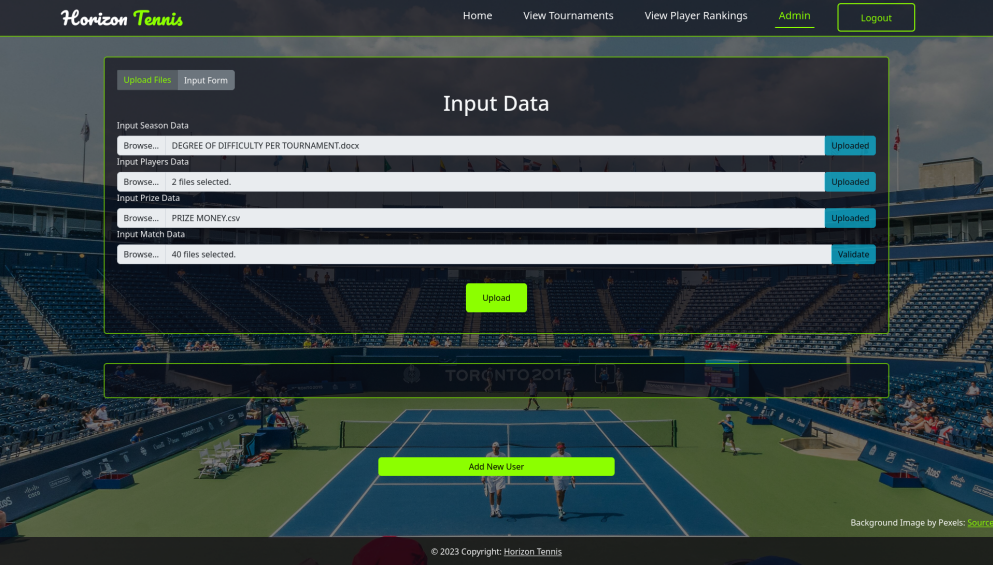 Horizon Tennis
Home View Tournaments View Player Rankings Admin Logout
Upload Files Input Form
Input Data
Input Season Data
Browse... DEGREE OF DIFFICULTY PER TOURNAMENT.docx Uploaded
Input Players Data
Browse... 2 files selected. Uploaded
Input Prize Data
Browse... PRIZE MONEY.csv Uploaded
Input Match Data
Browse... 40 files selected. Validate
Upload
TORONTO 2015
Add New User
Background Image by Pexels: Source
© 2023 Copyright: Horizon Tennis